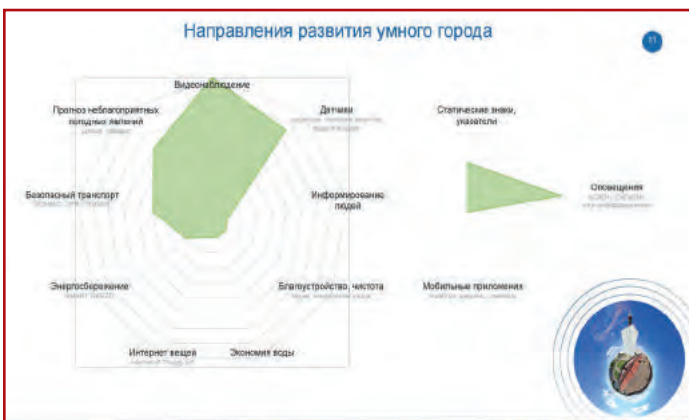 Направления развития умного города
11
Видеонаблюдение
Прогноз неблагоприятных
погодных явлений
Датчики
Статические знаки,
указатели
Безопасный транспорт
Информирование
людей
Оповещения
Энергосбережение
Благоустройство, чистота
Мобильные приложения
Интернет вещей
Экономия воды